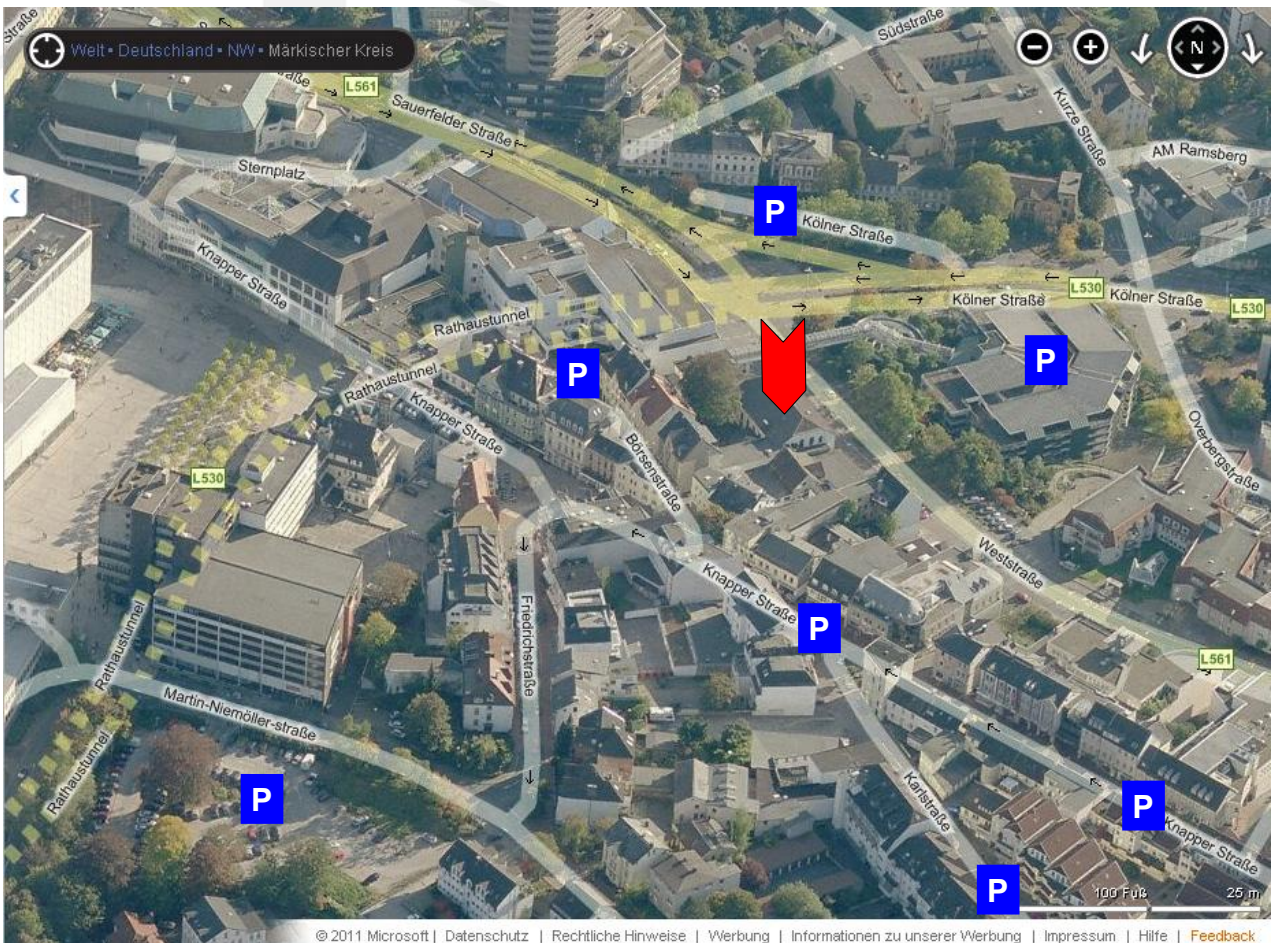 Straße
Welt ▪ Deutschland ▪ NW ▪ Märkischer Kreis
N
Südstraße
straße
L561
Sauerfelder Straße
Kurze Straße
AM Ramsberg
Sternplatz
P
Kölner Straße
Knapper Straße
Kölner Straße
L530
Kölner Straße
L530
Rathaustunnel
P
P
Rathaustunnel
Knapper Straße
Börsenstraße
Overbergstraße
L530
Weststraße
Knapper Straße
P
Friedrichstraße
Rathaustunnel
L561
Martin-Niemöller-straße
Rathaustunnel
P
Karlstraße
P
Knapper Straße
P
100 Fuß
25 m
© 2011 Microsoft | Datenschutz | Rechtliche Hinweise | Werbung | Informationen zu unserer Werbung | Impressum | Hilfe | Feedback